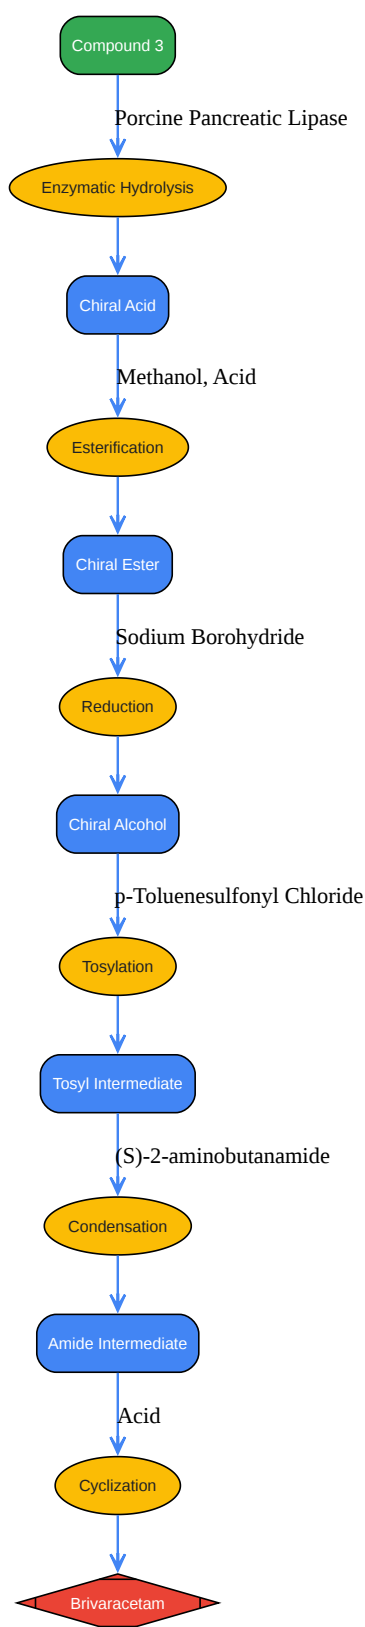 Compound 3
Porcine Pancreatic Lipase
Enzymatic Hydrolysis
Chiral Acid
Methanol, Acid
Esterification
Chiral Ester
Sodium Borohydride
Reduction
Chiral Alcohol
p-Toluenesulfonyl Chloride
Tosylation
Tosyl Intermediate
(S)-2-aminobutanamide
Condensation
Amide Intermediate
Acid
Cyclization
Brivaracetam